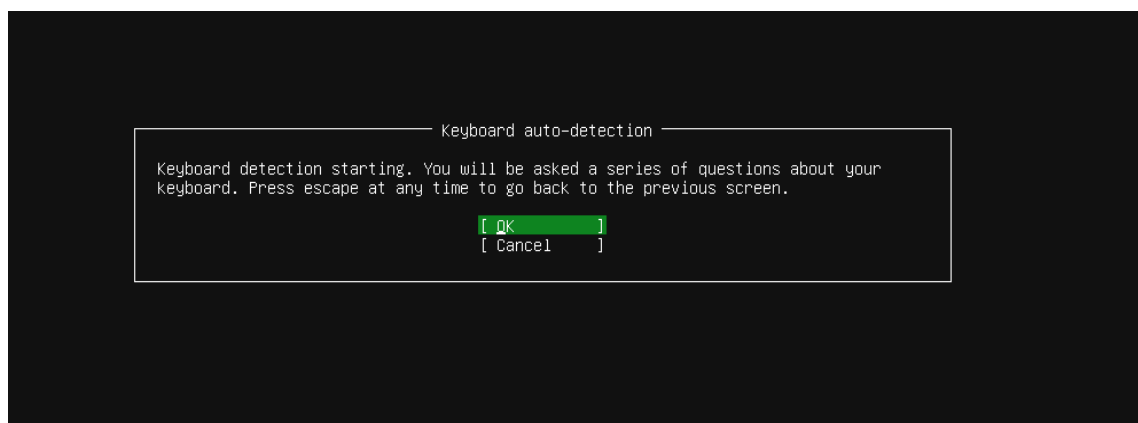 Keyboard auto-detection
Keyboard detection starting. You will be asked a series of questions about your
keyboard. Press escape at any time to go back to the previous screen.
[ OK ]
[ Cancel ]